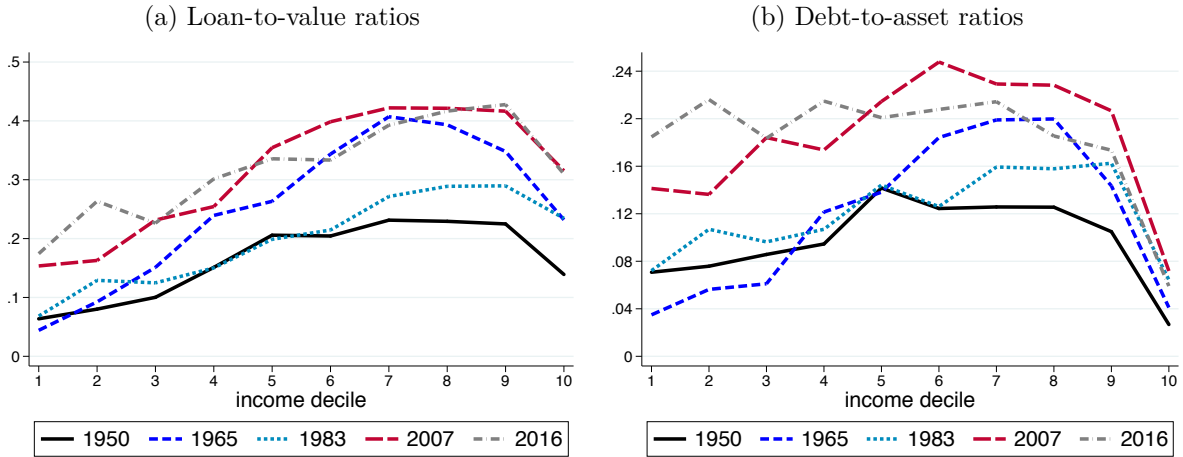 (a) Loan-to-value ratios
.5
.4
.3
.2
.1
0
1 2 3 4 5 6 7 8 9 10
income decile
1950 1965 1983 2007 2016
(b) Debt-to-asset ratios
.24
.2
.16
.12
.08
.04
0
1 2 3 4 5 6 7 8 9 10
income decile
1950 1965 1983 2007 2016